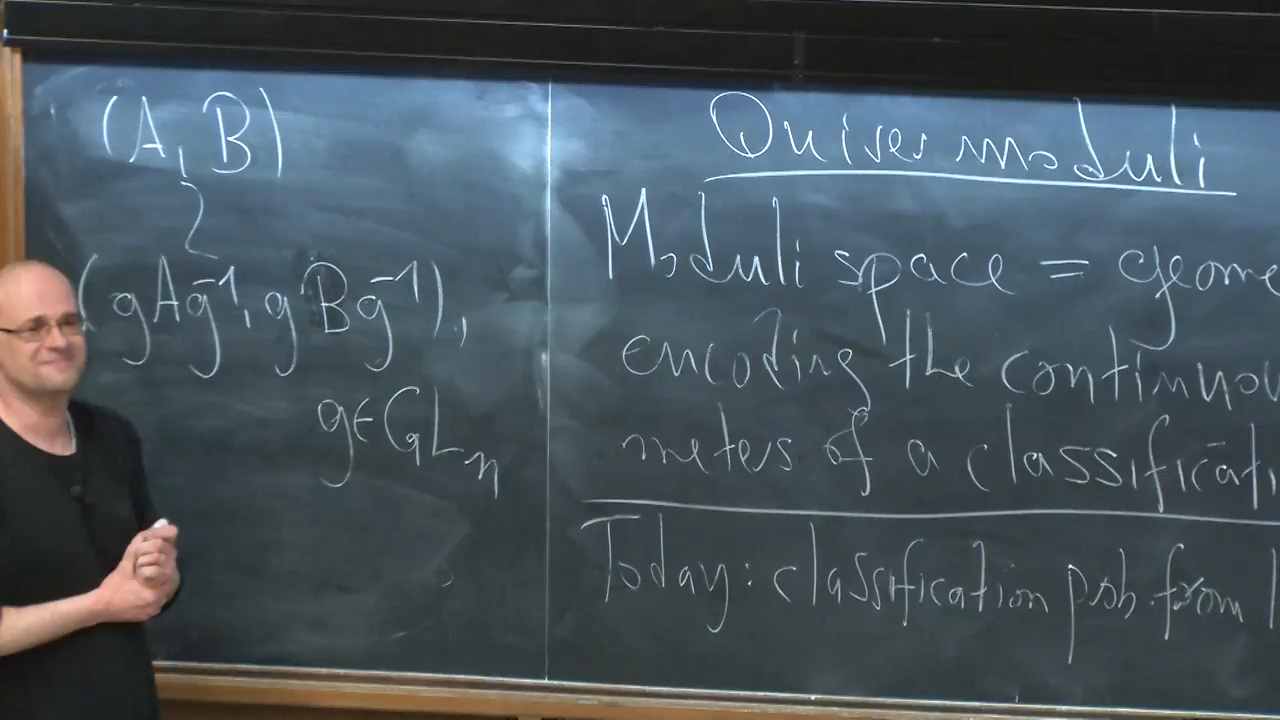 (A, B)
~
(gAg⁻¹, gBg⁻¹),
g∈GLₙ
Quiver moduli
Moduli space = geome
encoding the continuou
meters of a classificati
Today: classification prob. from